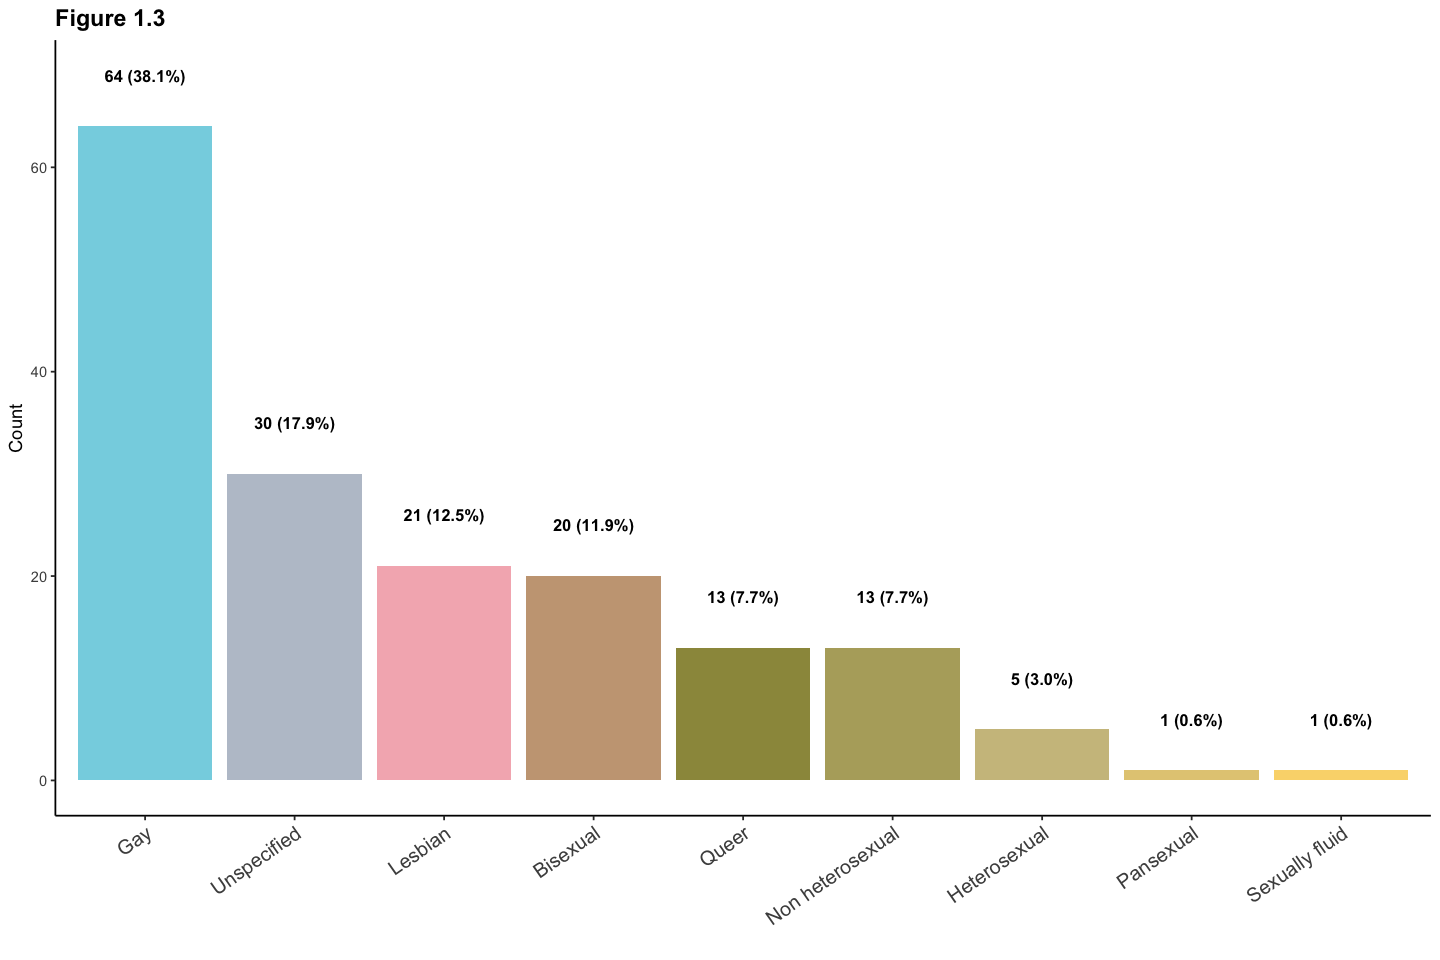 Figure 1.3
64 (38.1%)
30 (17.9%)
21 (12.5%)
20 (11.9%)
13 (7.7%)
13 (7.7%)
5 (3.0%)
1 (0.6%)
1 (0.6%)
Count
60
40
20
0
Gay
Unspecified
Lesbian
Bisexual
Queer
Non heterosexual
Heterosexual
Pansexual
Sexually fluid